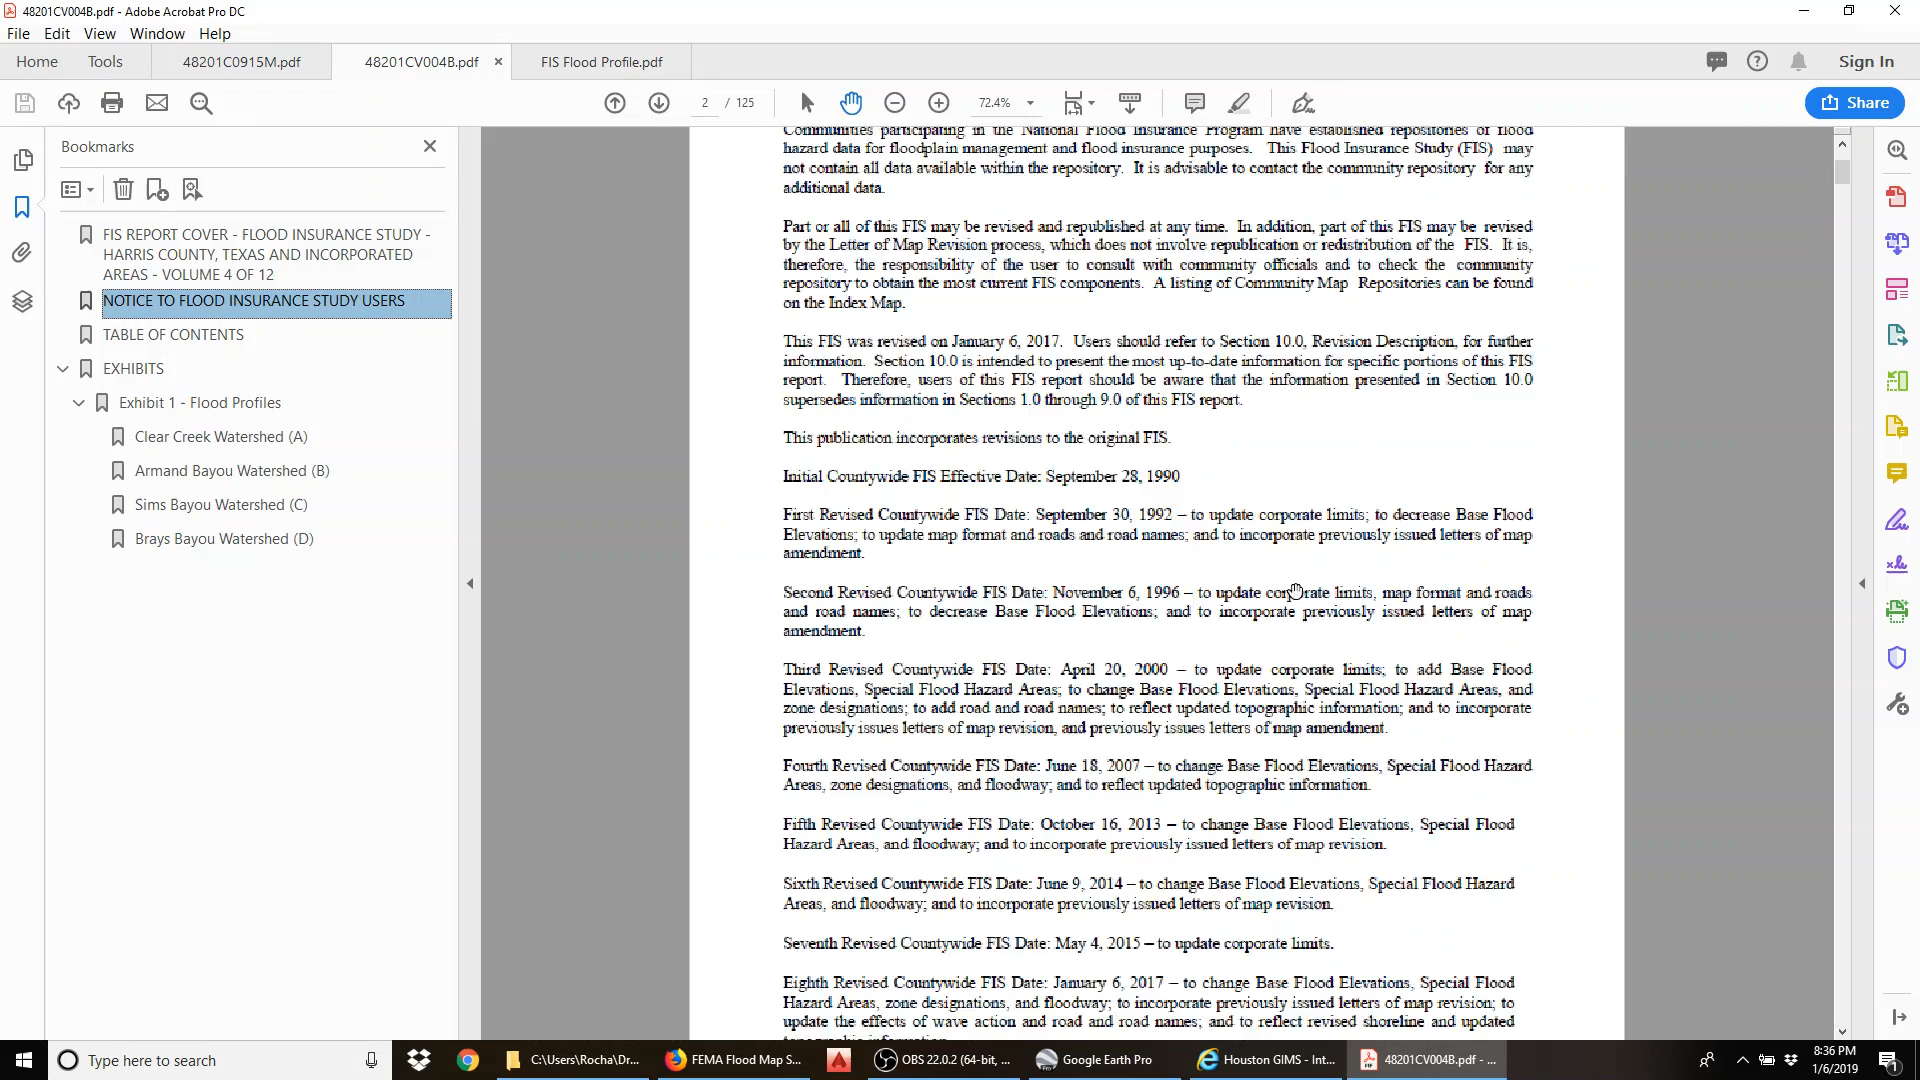 48201CV004B.pdf - Adobe Acrobat Pro DC
File Edit View Window Help
Home Tools 48201C0915M.pdf 48201CV004B.pdf × FIS Flood Profile.pdf Sign In
2 / 125 72.4% Share
Bookmarks
FIS REPORT COVER - FLOOD INSURANCE STUDY -
HARRIS COUNTY, TEXAS AND INCORPORATED
AREAS - VOLUME 4 OF 12
NOTICE TO FLOOD INSURANCE STUDY USERS
TABLE OF CONTENTS
EXHIBITS
Exhibit 1 - Flood Profiles
Clear Creek Watershed (A)
Armand Bayou Watershed (B)
Sims Bayou Watershed (C)
Brays Bayou Watershed (D)
Communities participating in the National Flood Insurance Program have established repositories of flood
hazard data for floodplain management and flood insurance purposes. This Flood Insurance Study (FIS) may
not contain all data available within the repository. It is advisable to contact the community repository for any
additional data.
Part or all of this FIS may be revised and republished at any time. In addition, part of this FIS may be revised
by the Letter of Map Revision process, which does not involve republication or redistribution of the FIS. It is,
therefore, the responsibility of the user to consult with community officials and to check the community
repository to obtain the most current FIS components. A listing of Community Map Repositories can be found
on the Index Map.
This FIS was revised on January 6, 2017. Users should refer to Section 10.0, Revision Description, for further
information. Section 10.0 is intended to present the most up-to-date information for specific portions of this FIS
report. Therefore, users of this FIS report should be aware that the information presented in Section 10.0
supersedes information in Sections 1.0 through 9.0 of this FIS report.
This publication incorporates revisions to the original FIS.
Initial Countywide FIS Effective Date: September 28, 1990
First Revised Countywide FIS Date: September 30, 1992 – to update corporate limits; to decrease Base Flood
Elevations; to update map format and roads and road names; and to incorporate previously issued letters of map
amendment.
Second Revised Countywide FIS Date: November 6, 1996 – to update corporate limits, map format and roads
and road names; to decrease Base Flood Elevations; and to incorporate previously issued letters of map
amendment.
Third Revised Countywide FIS Date: April 20, 2000 – to update corporate limits; to add Base Flood
Elevations, Special Flood Hazard Areas; to change Base Flood Elevations, Special Flood Hazard Areas, and
zone designations; to add road and road names; to reflect updated topographic information; and to incorporate
previously issues letters of map revision, and previously issues letters of map amendment.
Fourth Revised Countywide FIS Date: June 18, 2007 – to change Base Flood Elevations, Special Flood Hazard
Areas, zone designations, and floodway; and to reflect updated topographic information.
Fifth Revised Countywide FIS Date: October 16, 2013 – to change Base Flood Elevations, Special Flood
Hazard Areas, and floodway; and to incorporate previously issued letters of map revision.
Sixth Revised Countywide FIS Date: June 9, 2014 – to change Base Flood Elevations, Special Flood Hazard
Areas, and floodway; and to incorporate previously issued letters of map revision.
Seventh Revised Countywide FIS Date: May 4, 2015 – to update corporate limits.
Eighth Revised Countywide FIS Date: January 6, 2017 – to change Base Flood Elevations, Special Flood
Hazard Areas, zone designations, and floodway; to incorporate previously issued letters of map revision; to
update the effects of wave action and road and road names; and to reflect revised shoreline and updated
topographic information.
Type here to search C:\Users\Rocha\Dr... FEMA Flood Map S... OBS 22.0.2 (64-bit, ... Google Earth Pro Houston GIMS - Int... 48201CV004B.pdf - ... 8:36 PM
1/6/2019 1